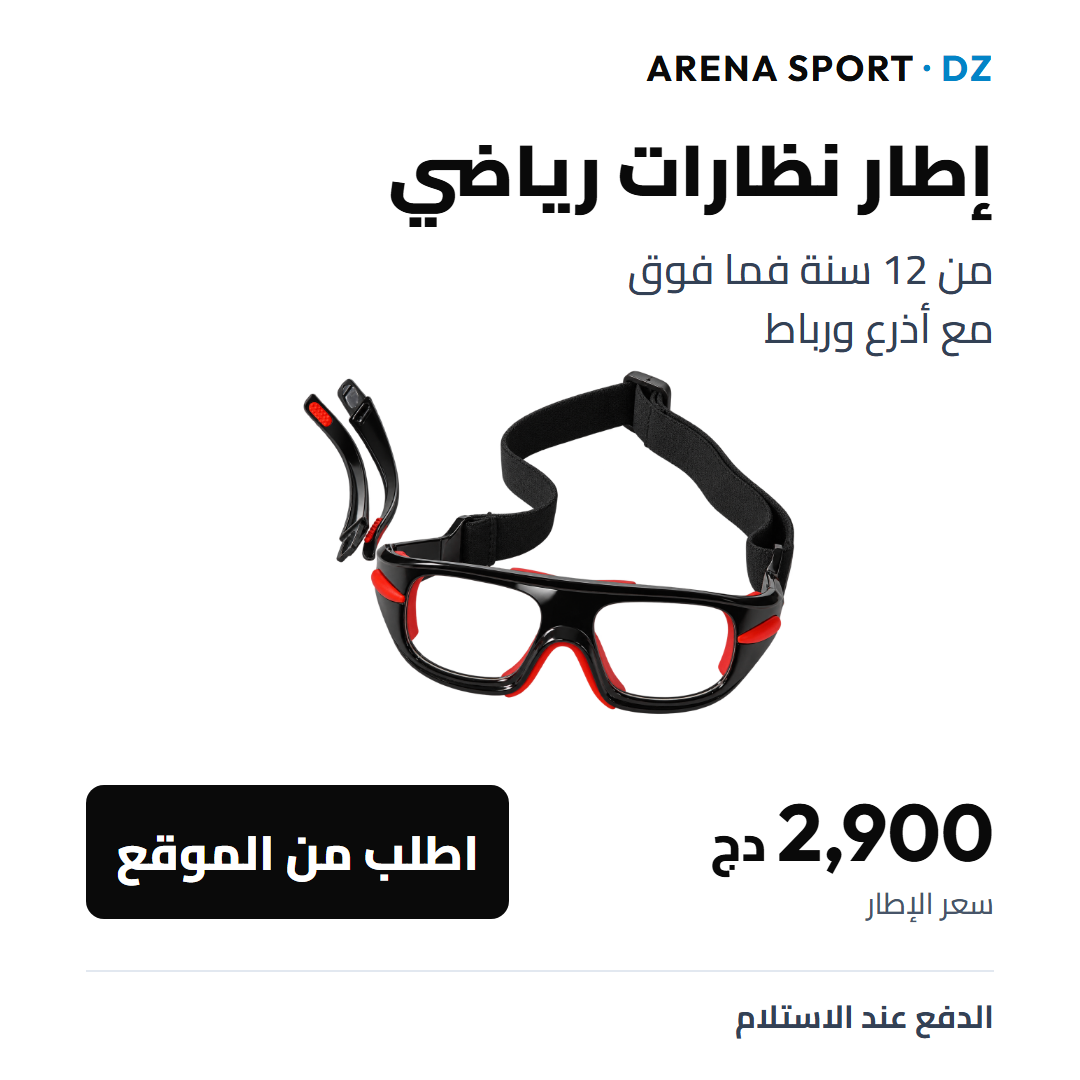 ARENA SPORT · DZ
إطار نظارات رياضي
من 12 سنة فما فوق
مع أذرع ورباط
2,900 دج
اطلب من الموقع
سعر الإطار
الدفع عند الاستلام